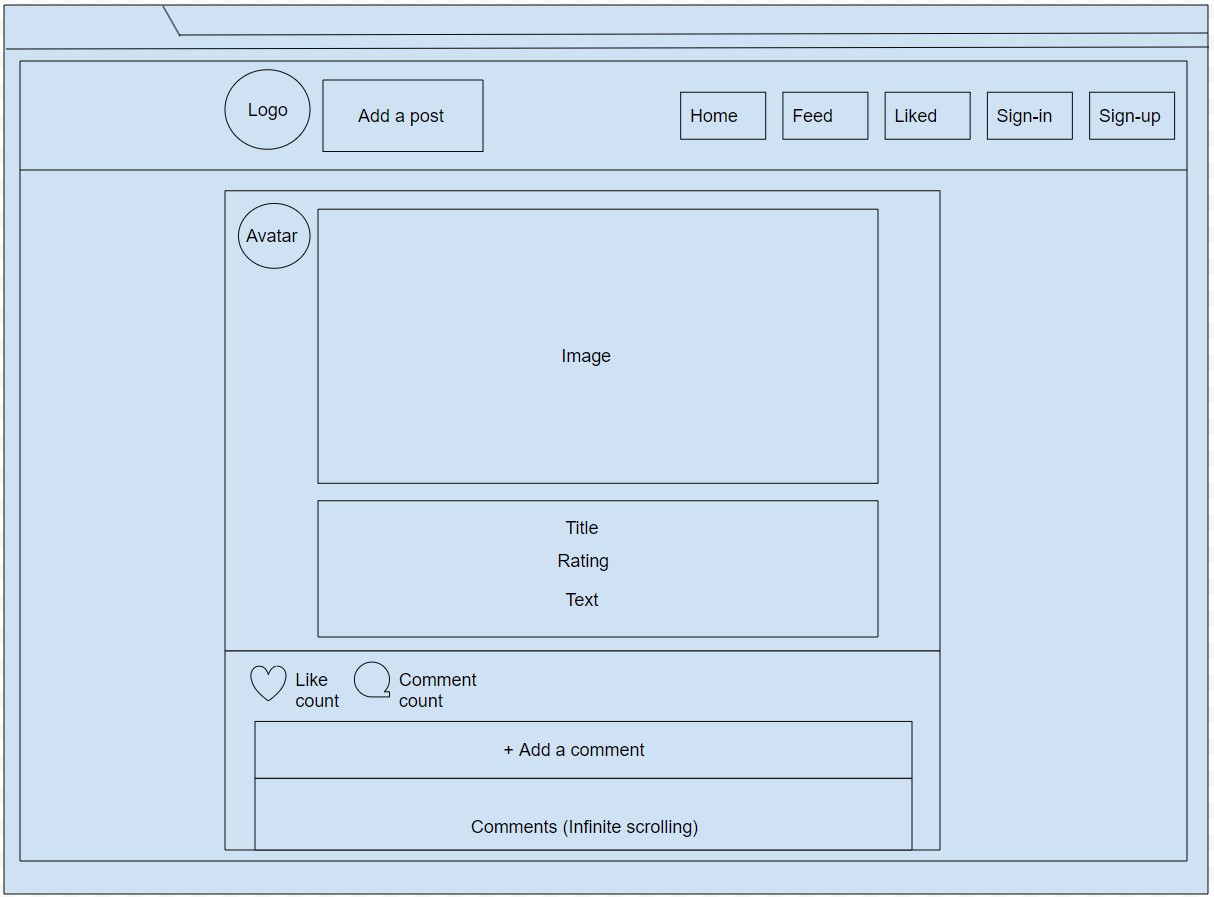 Logo
Add a post
Home
Feed
Liked
Sign-in
Sign-up
Avatar
Image
Title
Rating
Text
Like
count
Comment
count
+ Add a comment
Comments (Infinite scrolling)